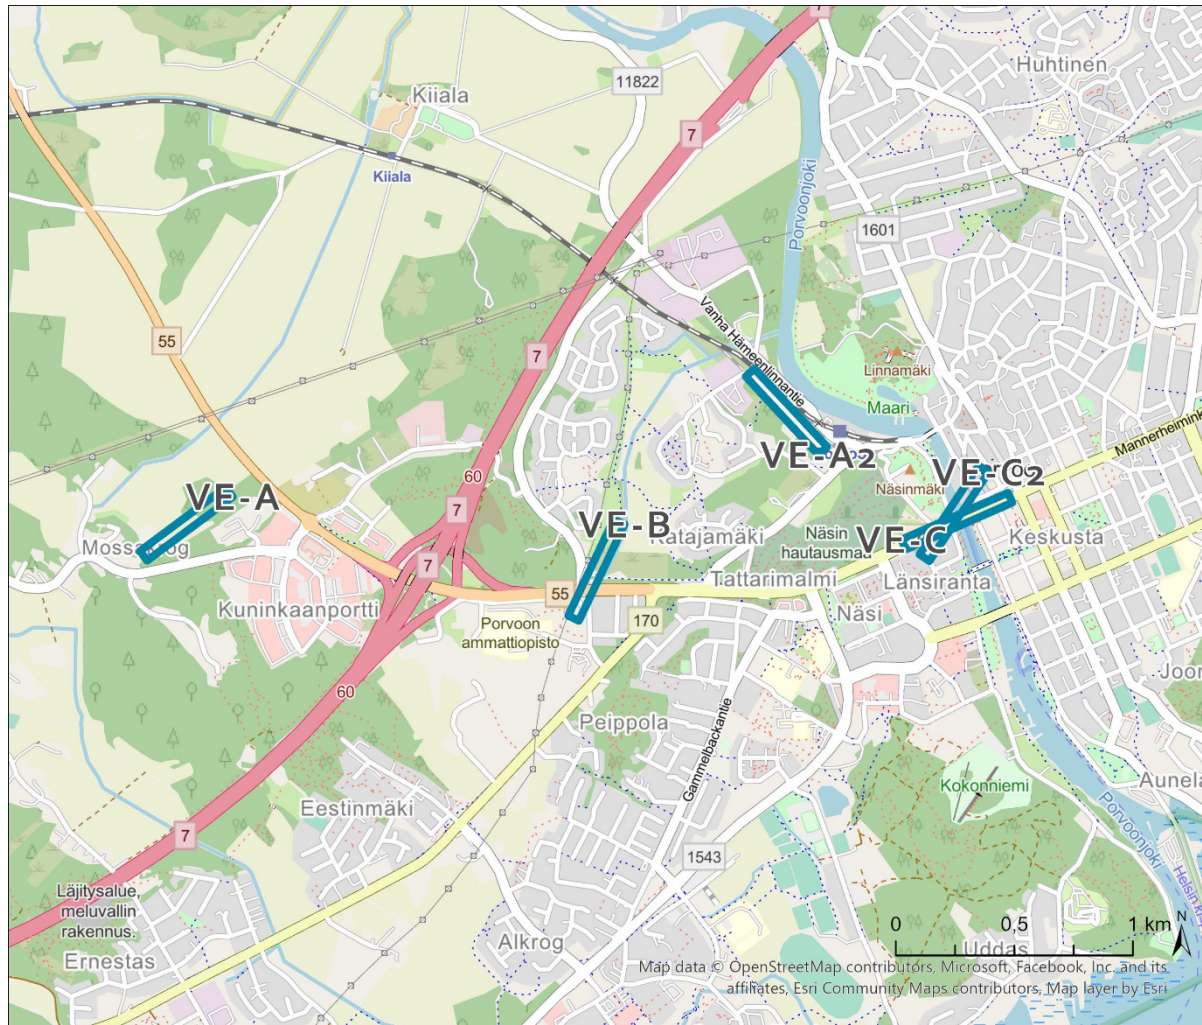 7
Huhtinen
11822
Kiiala
7
Porvoonjoki
Kiiala
1601
55
Vanha Hämeenlinnantie
7
Linnamäki
Maari
Mannerheimink
VE-A2
60
VE-C2
Näsinmäki
VE-A
7
VE-B
Näsin
hautausmaa
VE-C
Keskusta
7
Tattarimalmi
Länsiranta
Kuninkaanportti
55
170
Näsi
Porvoon
ammattiopisto
60
Peippola
Gammelbackantie
Joor
Kokonniemi
Aunela
Eestinmäki
7
Porvoonjoki
1543
Läjitysalue,
meluvallin
rakennus.
Ernestas
Alkrog
0 0,5 1 km
N
Uddas
Map data © OpenStreetMap contributors, Microsoft, Facebook, Inc. and its
affiliates, Esri Community Maps contributors, Map layer by Esri